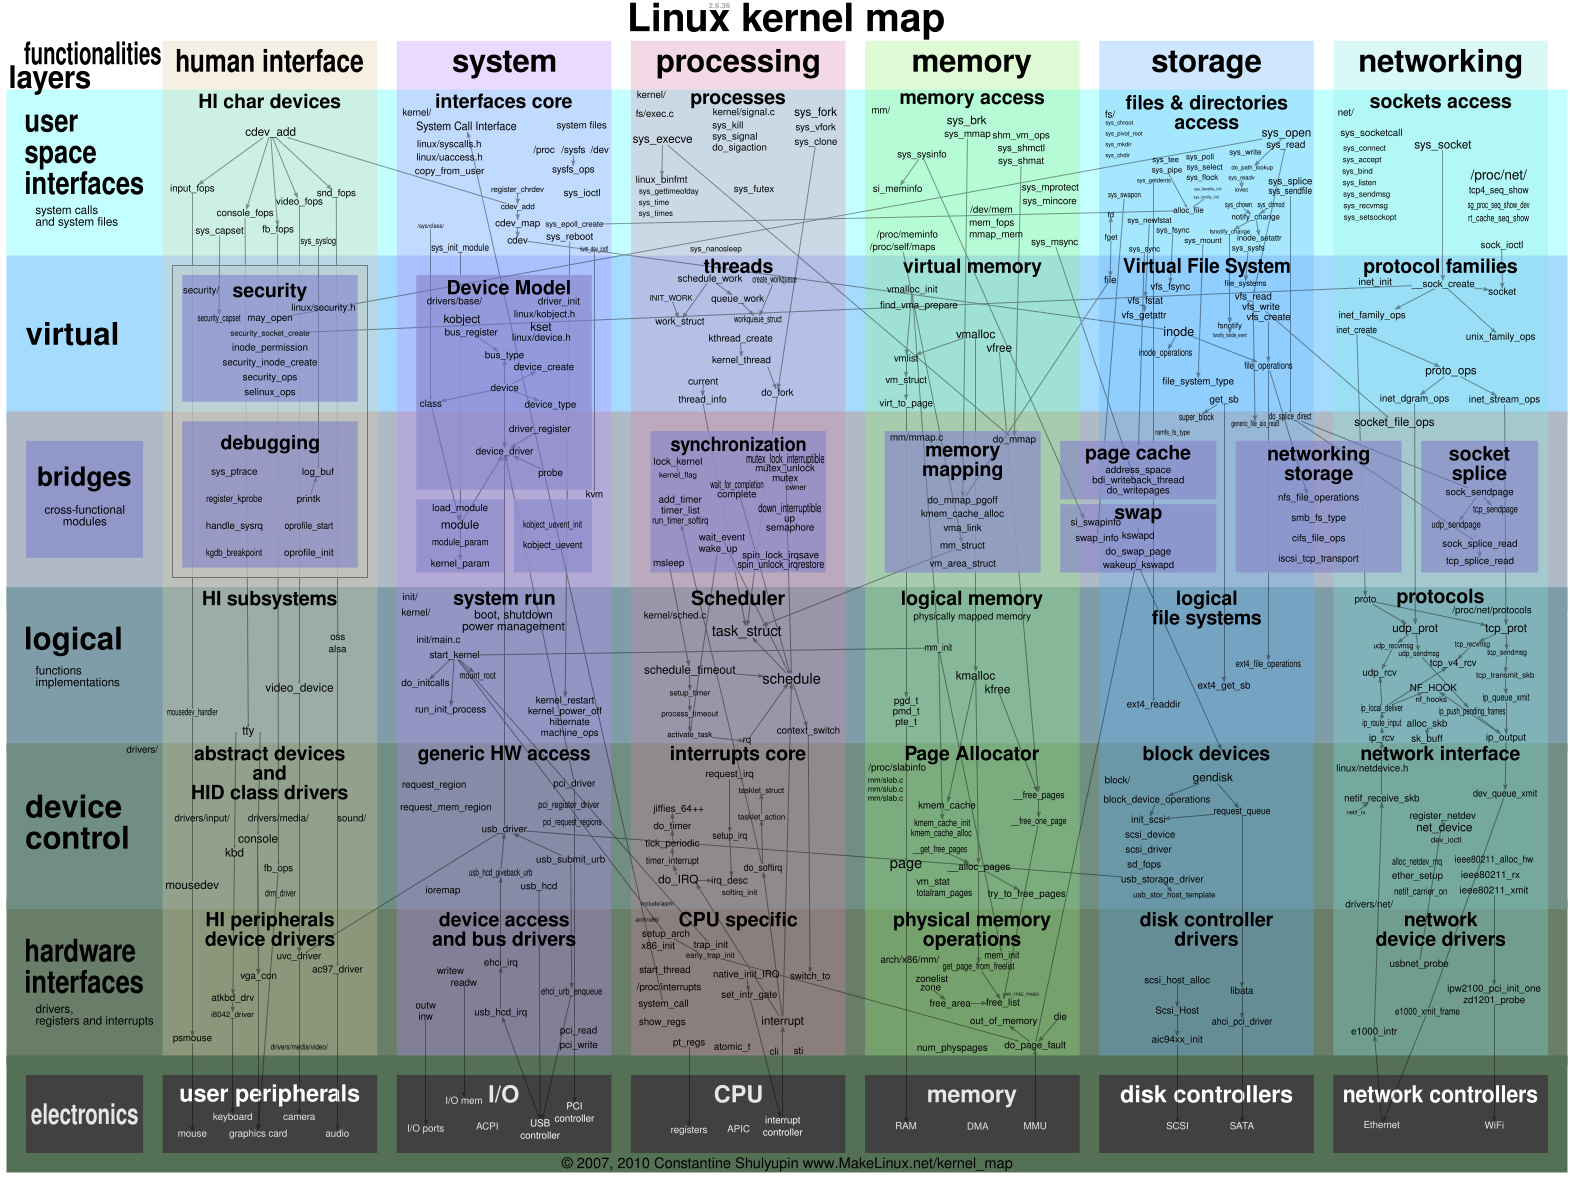 2.6.36
Linux kernel map
functionalities
layers
human interface
system
processing
memory
storage
networking
user
space
interfaces
system calls
and system files
HI char devices
cdev_add
input_fops
snd_fops
video_fops
console_fops
fb_fops
sys_capset
sys_syslog
interfaces core
kernel/
System Call Interface
system files
linux/syscalls.h
linux/uaccess.h
copy_from_user
/proc /sysfs /dev
sysfs_ops
register_chrdev
sys_ioctl
cdev_add
cdev_map
sys_epoll_create
/sys/class/
cdev
sys_reboot
sys_init_module
kvm_dev_ioctl
processes
kernel/
fs/exec.c
kernel/signal.c
sys_kill
sys_signal
do_sigaction
sys_fork
sys_vfork
sys_clone
sys_execve
linux_binfmt
sys_gettimeofday
sys_time
sys_times
sys_futex
sys_nanosleep
memory access
mm/
sys_brk
sys_mmap
shm_vm_ops
sys_shmctl
sys_shmat
sys_sysinfo
si_meminfo
sys_mprotect
sys_mincore
/dev/mem
mem_fops
mmap_mem
/proc/meminfo
/proc/self/maps
sys_msync
files & directories
access
fs/
sys_chroot
sys_pivot_root
sys_mkdir
sys_chdir
sys_open
sys_read
sys_write
sys_tee
sys_pipe
sys_poll
sys_select
sys_flock
do_path_lookup
sys_getdents
sys_readv
iovec
sys_splice
sys_sendfile
sys_swapon
alloc_file
sys_chown
sys_chmod
notify_change
fd
sys_newfstat
sys_fsync
fsnotify_change
inode_setattr
fget
sys_sync
sys_mount
sys_sysfs
sockets access
net/
sys_socketcall
sys_connect
sys_accept
sys_bind
sys_listen
sys_sendmsg
sys_recvmsg
sys_setsockopt
sys_socket
/proc/net/
tcp4_seq_show
sg_proc_seq_show_dev
rt_cache_seq_show
sock_ioctl
virtual
security/
security
linux/security.h
security_capset
may_open
security_socket_create
inode_permission
security_inode_create
security_ops
selinux_ops
Device Model
drivers/base/
driver_init
kobject
linux/kobject.h
kset
bus_register
linux/device.h
bus_type
device_create
device
class
device_type
driver_register
device_driver
probe
kvm
threads
schedule_work
create_workqueue
INIT_WORK
queue_work
work_struct
workqueue_struct
kthread_create
kernel_thread
current
thread_info
do_fork
virtual memory
vmalloc_init
find_vma_prepare
vmalloc
vfree
vmlist
vm_struct
virt_to_page
Virtual File System
file
vfs_fsync
file_systems
vfs_fstat
vfs_getattr
vfs_read
vfs_write
vfs_create
inode
fsnotify
inode_operations
file_operations
file_system_type
get_sb
super_block
do_splice_direct
generic_file_aio_read
ramfs_fs_type
protocol families
inet_init
sock_create
socket
inet_family_ops
inet_create
unix_family_ops
proto_ops
inet_dgram_ops
inet_stream_ops
socket_file_ops
bridges
cross-functional
modules
debugging
sys_ptrace
log_buf
register_kprobe
printk
handle_sysrq
oprofile_start
kgdb_breakpoint
oprofile_init
load_module
module
module_param
kernel_param
kobject_uevent_init
kobject_uevent
synchronization
lock_kernel
kernel_flag
mutex_lock_interruptible
mutex_unlock
mutex
owner
wait_for_completion
complete
add_timer
timer_list
run_timer_softirq
down_interruptible
up
semaphore
wait_event
wake_up
msleep
spin_lock_irqsave
spin_unlock_irqrestore
mm/mmap.c
do_mmap
memory
mapping
do_mmap_pgoff
kmem_cache_alloc
vma_link
mm_struct
vm_area_struct
page cache
address_space
bdi_writeback_thread
do_writepages
swap
si_swapinfo
swap_info
kswapd
do_swap_page
wakeup_kswapd
networking
storage
nfs_file_operations
smb_fs_type
cifs_file_ops
iscsi_tcp_transport
socket
splice
sock_sendpage
tcp_sendpage
udp_sendpage
sock_splice_read
tcp_splice_read
logical
functions
implementations
HI subsystems
oss
alsa
video_device
mousedev_handler
tty
system run
init/
kernel/
boot, shutdown
power management
init/main.c
start_kernel
do_initcalls
mount_root
run_init_process
kernel_restart
kernel_power_off
hibernate
machine_ops
Scheduler
kernel/sched.c
task_struct
schedule_timeout
schedule
setup_timer
process_timeout
activate_task
rq
context_switch
logical memory
physically mapped memory
mm_init
kmalloc
kfree
pgd_t
pmd_t
pte_t
logical
file systems
ext4_file_operations
ext4_get_sb
ext4_readdir
protocols
proto
/proc/net/protocols
udp_prot
tcp_prot
udp_recvmsg
udp_sendmsg
tcp_recvmsg
tcp_sendmsg
udp_rcv
tcp_v4_rcv
tcp_transmit_skb
NF_HOOK
nf_hooks
ip_queue_xmit
ip_local_deliver
ip_push_pending_frames
ip_route_input
alloc_skb
ip_rcv
sk_buff
ip_output
device
control
drivers/
abstract devices
and
HID class drivers
drivers/input/
drivers/media/
sound/
console
kbd
fb_ops
mousedev
drm_driver
generic HW access
request_region
pci_driver
request_mem_region
pci_register_driver
pci_request_regions
usb_driver
usb_submit_urb
usb_hcd_giveback_urb
ioremap
usb_hcd
interrupts core
request_irq
tasklet_struct
jiffies_64++
tasklet_action
do_timer
setup_irq
tick_periodic
timer_interrupt
do_softirq
do_IRQ
irq_desc
softirq_init
include/asm/
Page Allocator
/proc/slabinfo
mm/slob.c
mm/slub.c
mm/slab.c
__free_pages
kmem_cache
kmem_cache_init
kmem_cache_alloc
__free_one_page
__get_free_pages
page
__alloc_pages
vm_stat
totalram_pages
try_to_free_pages
block devices
block/
gendisk
block_device_operations
request_queue
init_scsi
scsi_device
scsi_driver
sd_fops
usb_storage_driver
usb_stor_host_template
network interface
linux/netdevice.h
dev_queue_xmit
netif_receive_skb
netif_rx
register_netdev
net_device
dev_ioctl
alloc_netdev_mq
ieee80211_alloc_hw
ether_setup
ieee80211_rx
netif_carrier_on
ieee80211_xmit
drivers/net/
hardware
interfaces
drivers,
registers and interrupts
HI peripherals
device drivers
uvc_driver
vga_con
ac97_driver
atkbd_drv
i8042_driver
psmouse
drivers/media/video/
device access
and bus drivers
ehci_irq
writew
readw
ehci_urb_enqueue
outw
inw
usb_hcd_irq
pci_read
pci_write
arch/x86/
CPU specific
setup_arch
x86_init
trap_init
early_trap_init
start_thread
native_init_IRQ
switch_to
/proc/interrupts
set_intr_gate
system_call
show_regs
interrupt
pt_regs
atomic_t
cli
sti
physical memory
operations
arch/x86/mm/
mem_init
get_page_from_freelist
zonelist
zone
free_area
free_list
out_of_memory
die
num_physpages
do_page_fault
disk controller
drivers
scsi_host_alloc
libata
Scsi_Host
ahci_pci_driver
aic94xx_init
network
device drivers
usbnet_probe
ipw2100_pci_init_one
zd1201_probe
e1000_xmit_frame
e1000_intr
electronics
user peripherals
keyboard
camera
mouse
graphics card
audio
I/O mem
I/O
I/O ports
ACPI
USB
controller
PCI
controller
CPU
registers
APIC
interrupt
controller
memory
RAM
DMA
MMU
disk controllers
SCSI
SATA
network controllers
Ethernet
WiFi
© 2007, 2010 Constantine Shulyupin www.MakeLinux.net/kernel_map